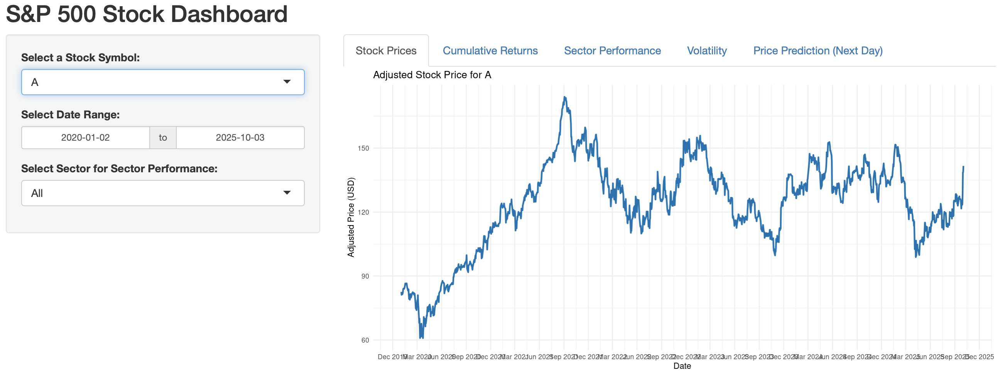 S&P 500 Stock Dashboard
Select a Stock Symbol:
A
Select Date Range:
2020-01-02 to 2025-10-03
Select Sector for Sector Performance:
All
Stock Prices Cumulative Returns Sector Performance Volatility Price Prediction (Next Day)
Adjusted Stock Price for A
Adjusted Price (USD)
150
120
90
60
Dec 2019 Mar 2020 Jun 2020 Sep 2020 Dec 2020 Mar 2021 Jun 2021 Sep 2021 Dec 2021 Mar 2022 Jun 2022 Sep 2022 Dec 2022 Mar 2023 Jun 2023 Sep 2023 Dec 2023 Mar 2024 Jun 2024 Sep 2024 Dec 2024 Mar 2025 Jun 2025 Sep 2025 Dec 2025
Date